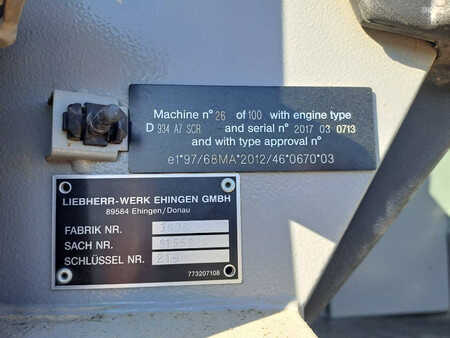 Machine n° 26 of 100 with engine type
D 934 A7 SCR and serial n° 2017 03 0713
and with type approval n°
e1*97/68MA*2012/46*0670*03
LIEBHERR-WERK EHINGEN GMBH
89584 Ehingen/Donau
FABRIK NR.
SACH NR.
SCHLÜSSEL NR.
773207108